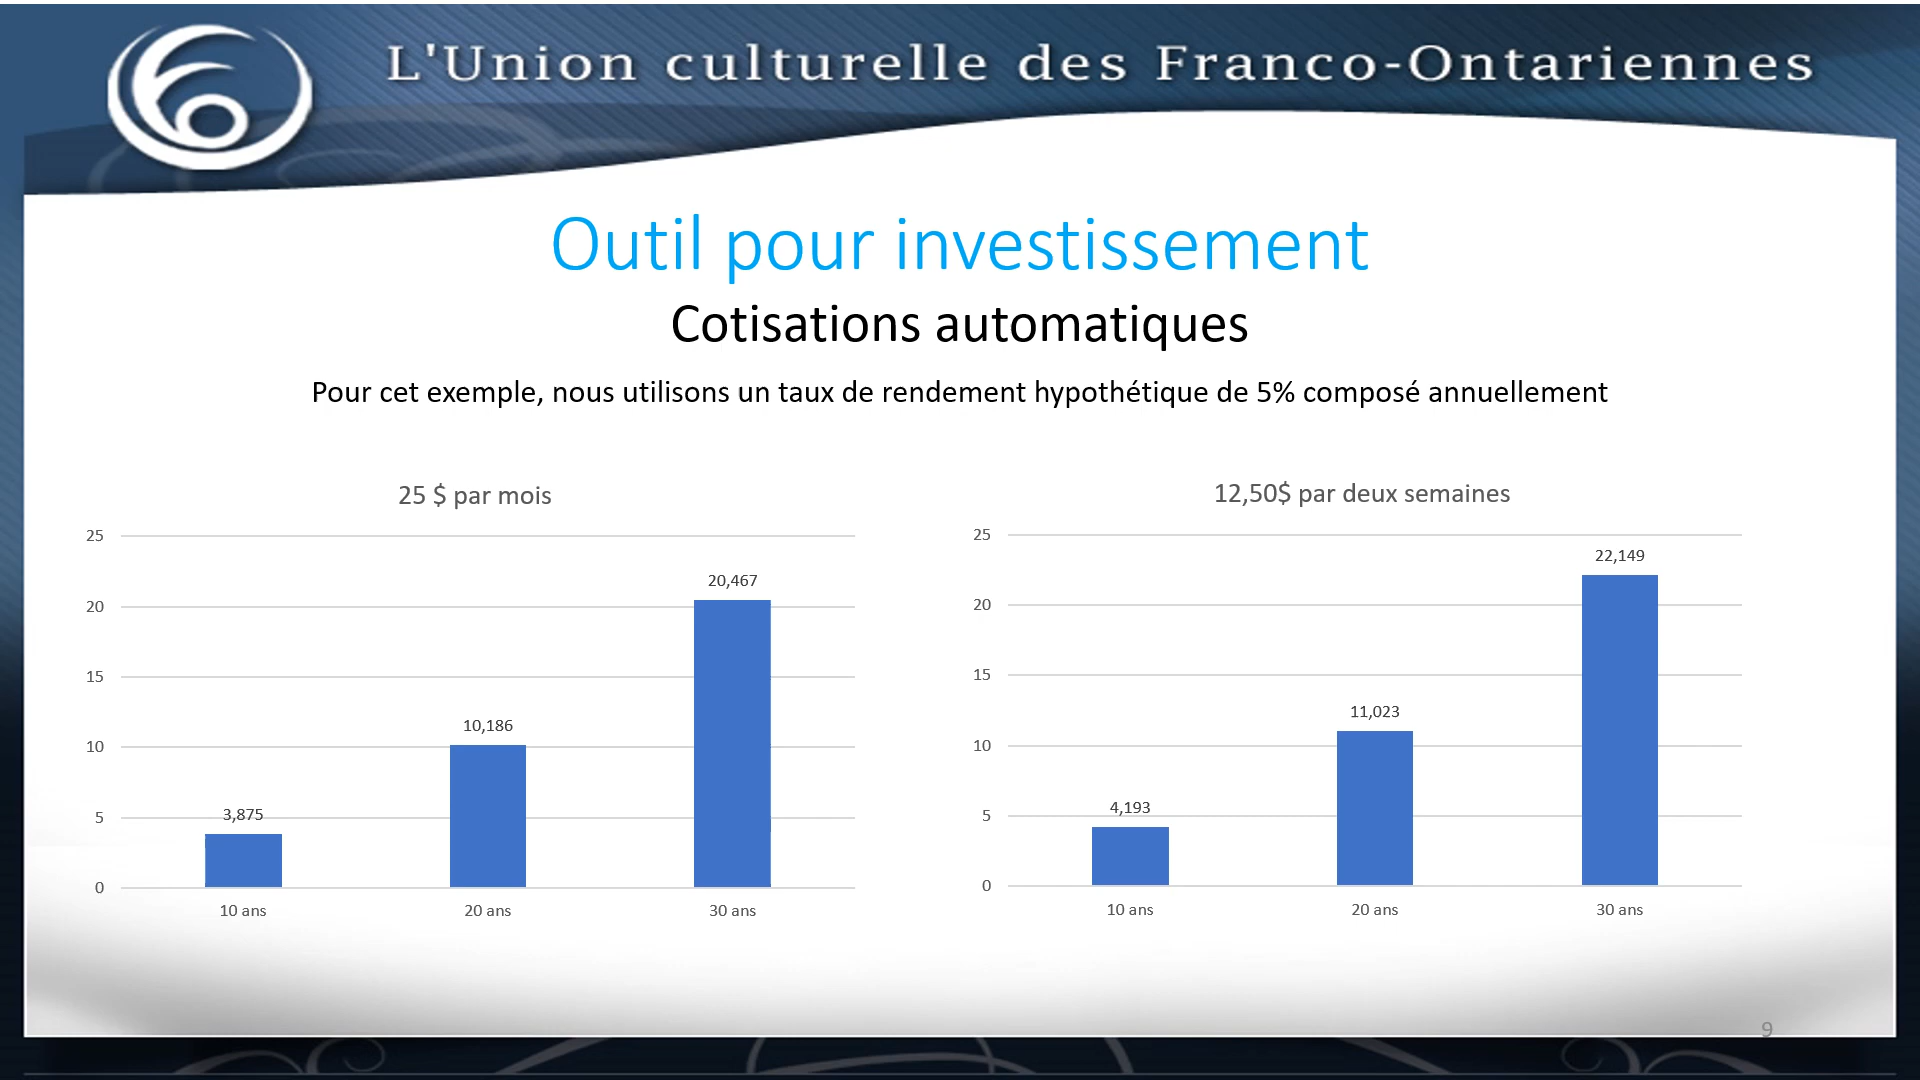 L'Union culturelle des Franco-Ontariennes
Outil pour investissement
Cotisations automatiques
Pour cet exemple, nous utilisons un taux de rendement hypothétique de 5% composé annuellement
25 $ par mois
25
20
15
10
5
0
3,875
10,186
20,467
10 ans
20 ans
30 ans
12,50$ par deux semaines
25
20
15
10
5
0
4,193
11,023
22,149
10 ans
20 ans
30 ans
9